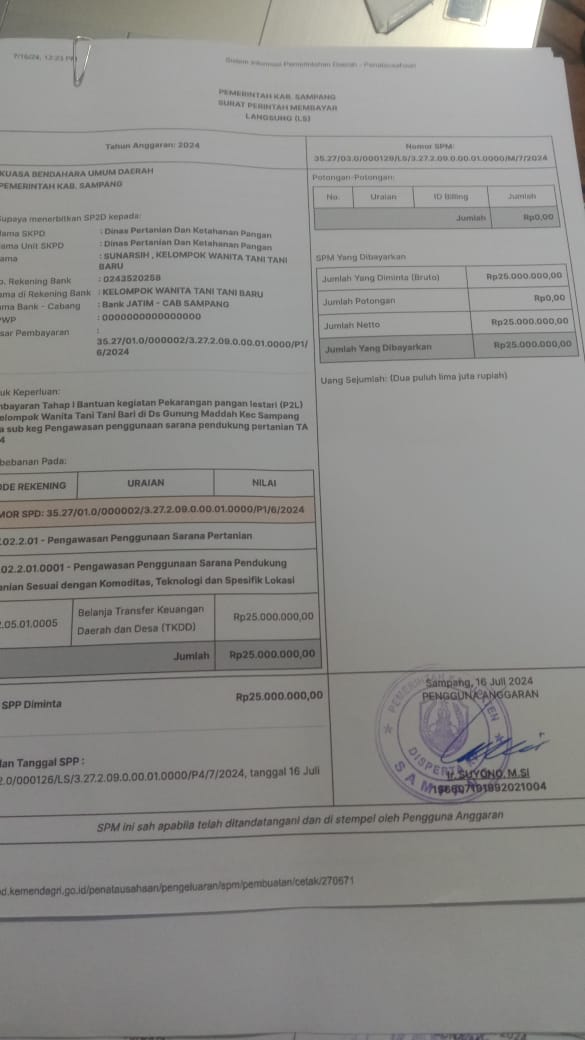 7/16/24, 12:23 PM
Sistem Informasi Pemerintahan Daerah - Penatausahaan
PEMERINTAH KAB. SAMPANG
SURAT PERINTAH MEMBAYAR
LANGSUNG (LS)
Tahun Anggaran: 2024
Nomor SPM:
35.27/03.0/000129/LS/3.27.2.09.0.00.01.0000/M/7/2024
KUASA BENDAHARA UMUM DAERAH
PEMERINTAH KAB. SAMPANG
Supaya menerbitkan SP2D kepada:
ama SKPD : Dinas Pertanian Dan Ketahanan Pangan
ama Unit SKPD : Dinas Pertanian Dan Ketahanan Pangan
ama : SUNARSIH , KELOMPOK WANITA TANI TANI
BARU
o. Rekening Bank : 0243520258
ama di Rekening Bank : KELOMPOK WANITA TANI TANI BARU
ama Bank - Cabang : Bank JATIM - CAB SAMPANG
PWP : 0000000000000000
sar Pembayaran :
35.27/01.0/000002/3.27.2.09.0.00.01.0000/P1/
6/2024
uk Keperluan:
mbayaran Tahap I Bantuan kegiatan Pekarangan pangan lestari (P2L)
elompok Wanita Tani Tani Bari di Ds Gunung Maddah Kec Sampang
a sub keg Pengawasan penggunaan sarana pendukung pertanian TA
4
bebanan Pada:
ODE REKENING URAIAN NILAI
MOR SPD: 35.27/01.0/000002/3.27.2.09.0.00.01.0000/P1/6/2024
.02.2.01 - Pengawasan Penggunaan Sarana Pertanian
02.2.01.0001 - Pengawasan Penggunaan Sarana Pendukung
anian Sesuai dengan Komoditas, Teknologi dan Spesifik Lokasi
.05.01.0005 Belanja Transfer Keuangan
Daerah dan Desa (TKDD) Rp25.000.000,00
Jumlah Rp25.000.000,00
SPP Diminta Rp25.000.000,00
dan Tanggal SPP :
2.0/000126/LS/3.27.2.09.0.00.01.0000/P4/7/2024, tanggal 16 Juli
Potongan-Potongan:
No. Uraian ID Billing Jumlah
Jumlah Rp0,00
SPM Yang Dibayarkan
Jumlah Yang Diminta (Bruto) Rp25.000.000,00
Jumlah Potongan Rp0,00
Jumlah Netto Rp25.000.000,00
Jumlah Yang Dibayarkan Rp25.000.000,00
Uang Sejumlah: (Dua puluh lima juta rupiah)
Sampang, 16 Juli 2024
PENGGUNA ANGGARAN
Ir. SUYONO, M.SI
SPM ini sah apabila telah ditandatangani dan di stempel oleh Pengguna Anggaran
d.kemendagri.go.id/penatausahaan/pengeluaran/spm/pembuatan/cetak/270671